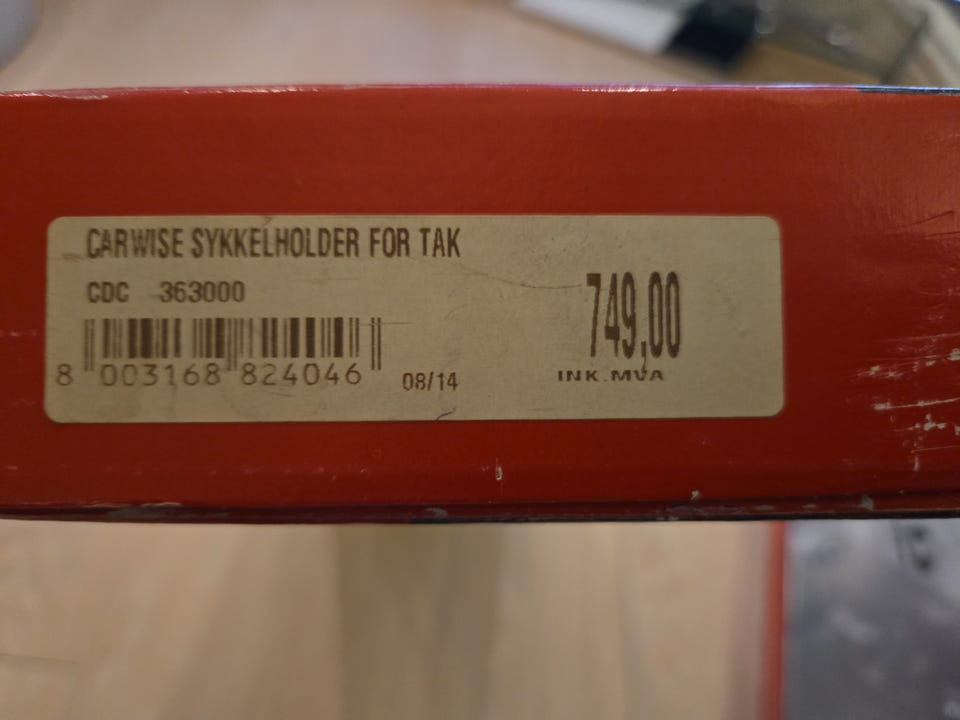 CARWISE SYKKELHOLDER FOR TAK
CDC 363000
749,00
8 003168 824046
08/14
INK.MVA